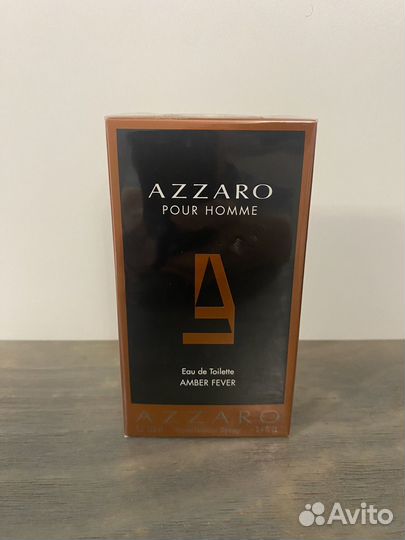 AZZARO
POUR HOMME
Eau de Toilette
AMBER FEVER
AZZARO
Avito